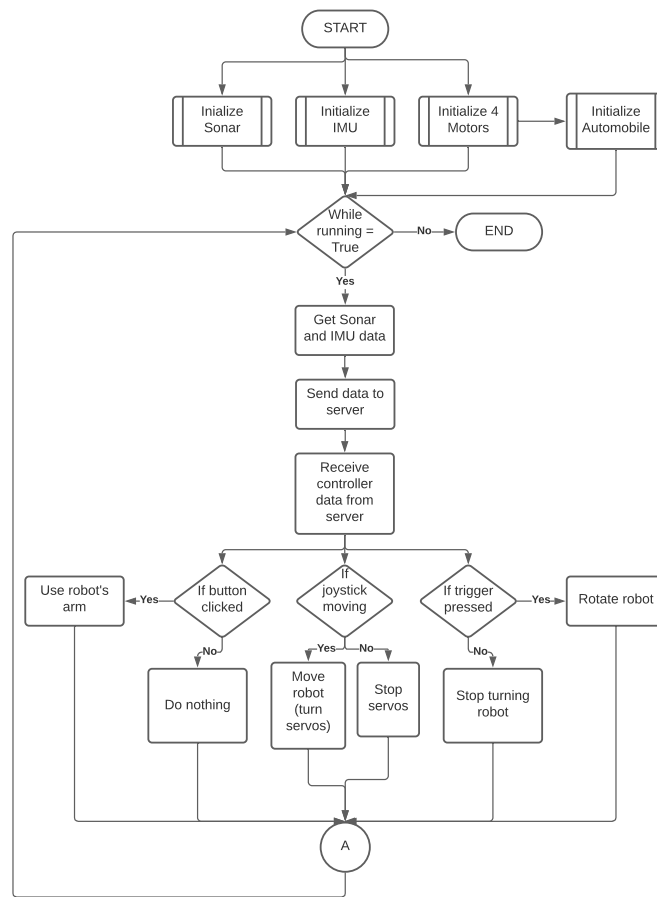 START
Inialize
Sonar
Initialize
IMU
Initialize 4
Motors
Initialize
Automobile
While
running =
True
No
END
Yes
Get Sonar
and IMU data
Send data to
server
Receive
controller
data from
server
Use robot's
arm
Yes
If button
clicked
If
joystick
moving
If trigger
pressed
Yes
Rotate robot
No
Yes
No
No
Do nothing
Move
robot
(turn
servos)
Stop
servos
Stop turning
robot
A